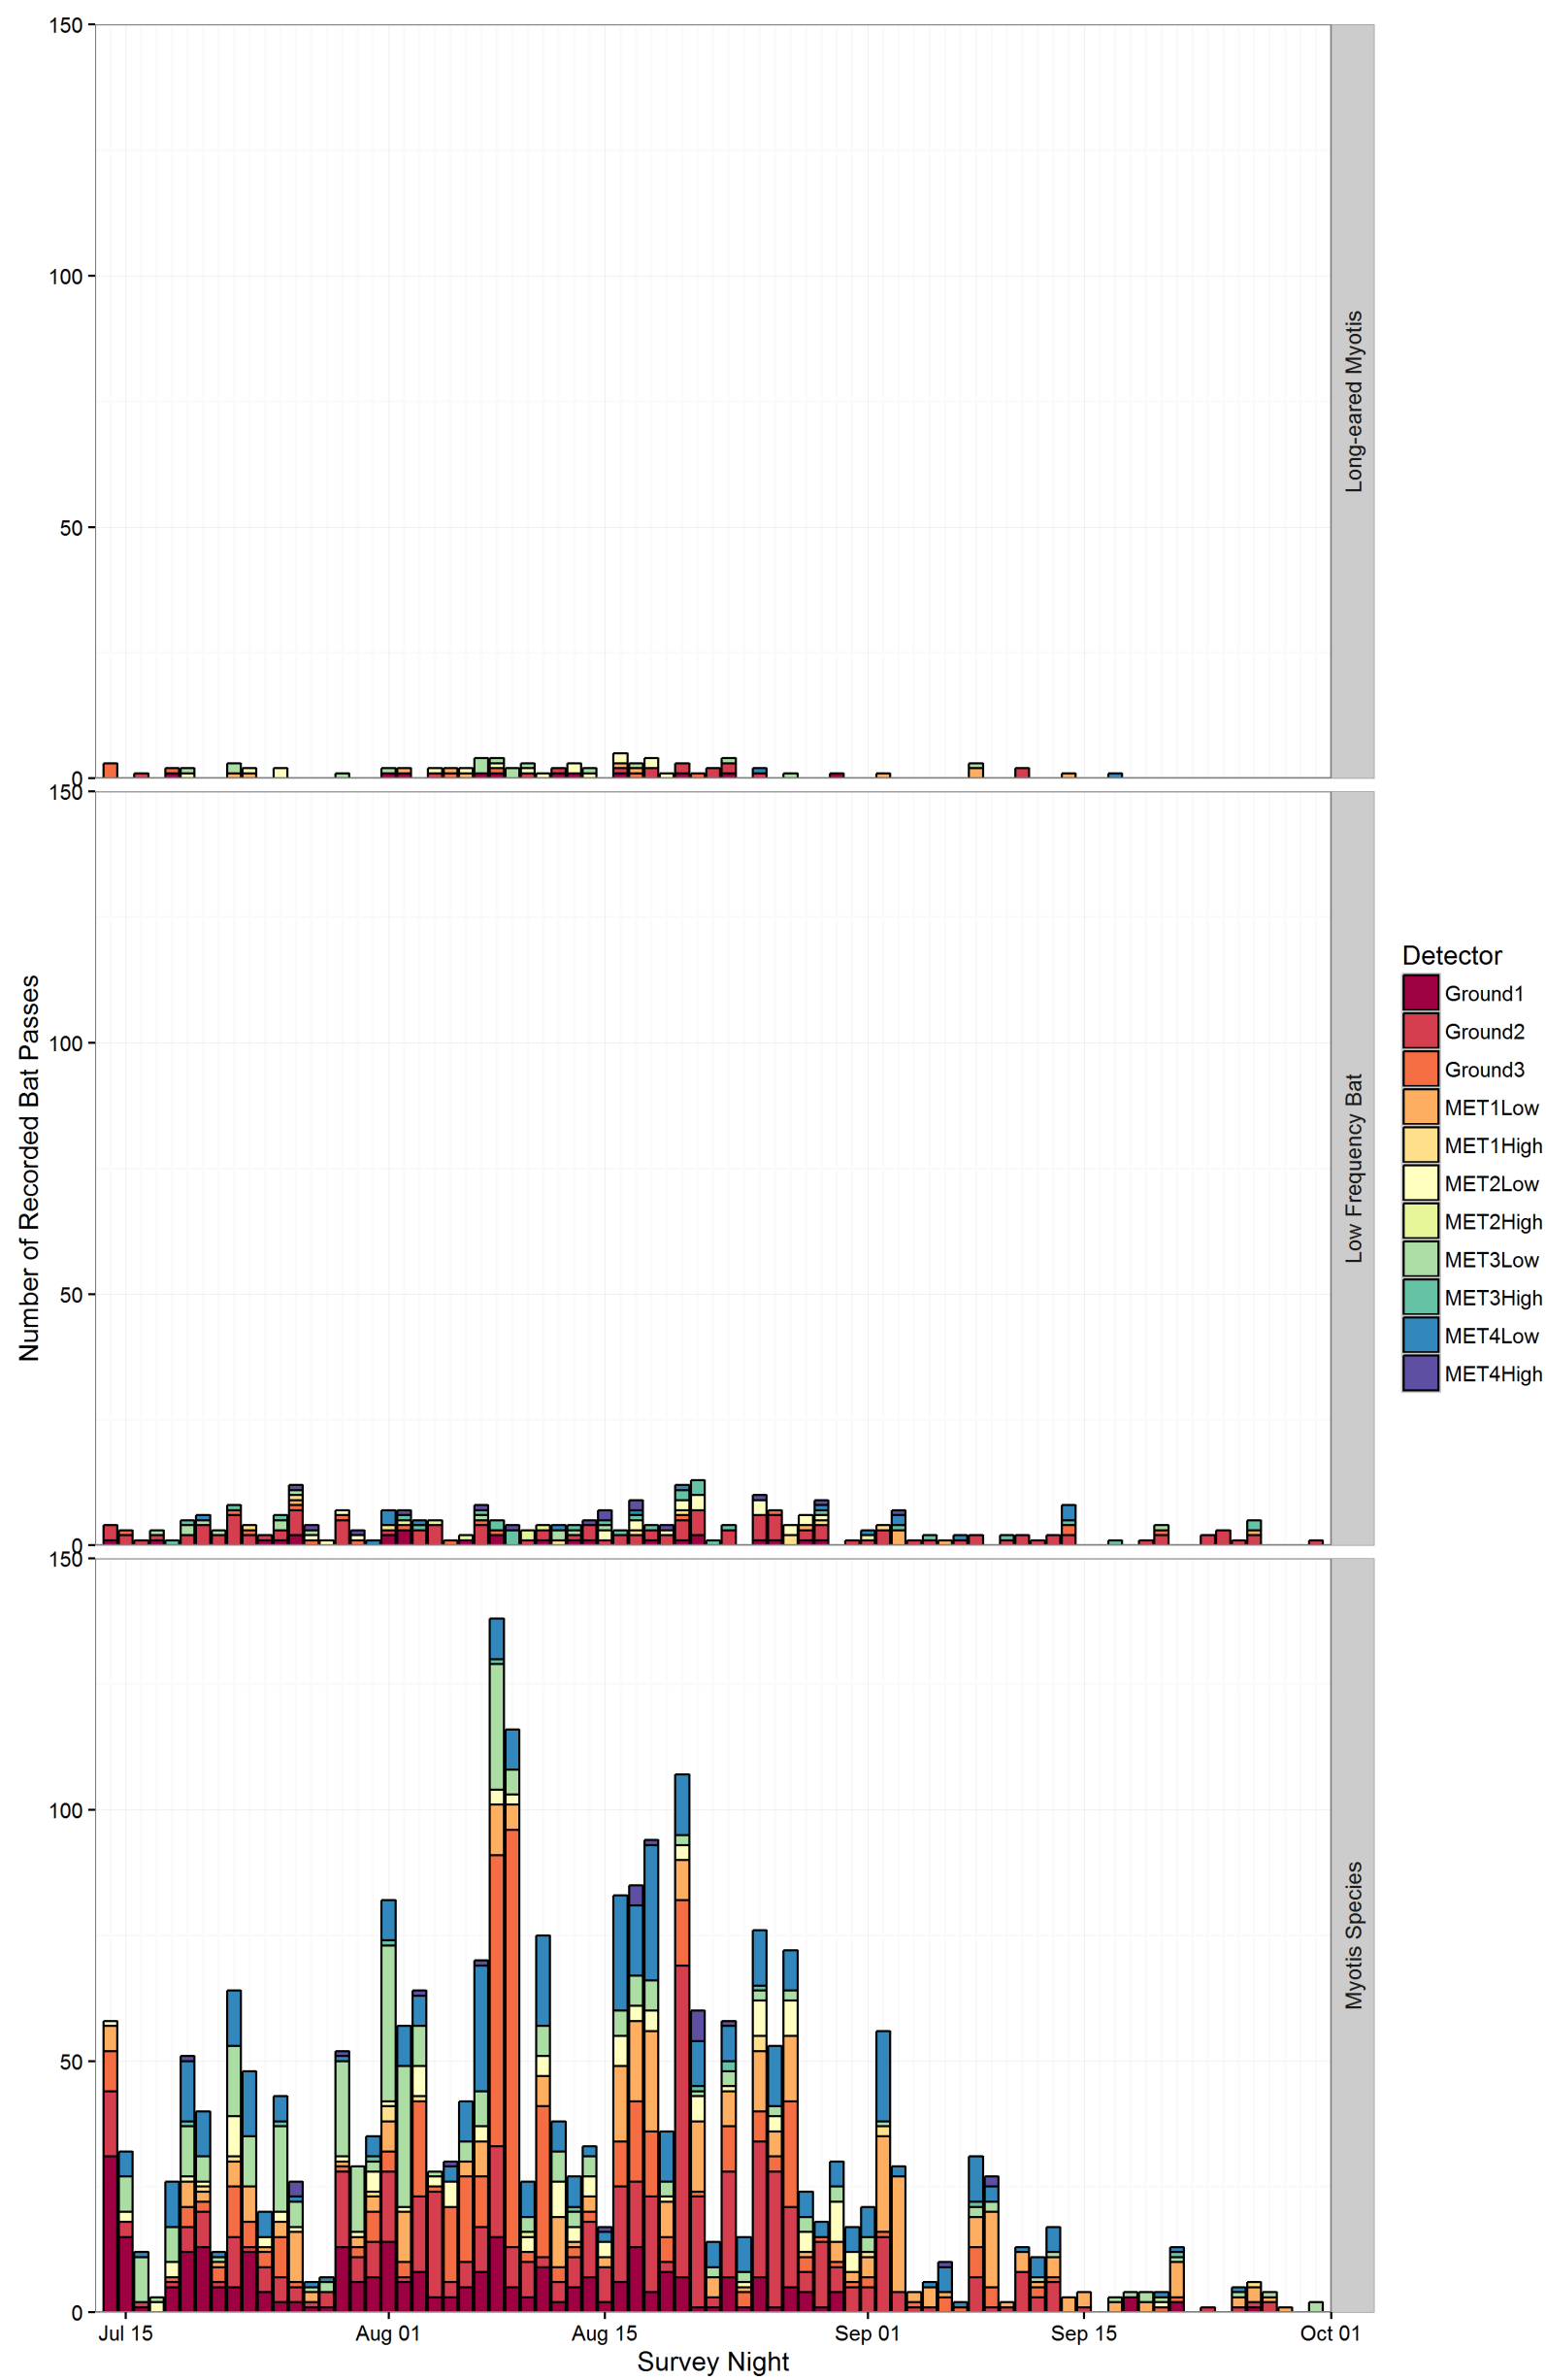 150
100
50
0
Long-eared Myotis
150
100
50
0
Low Frequency Bat
150
100
50
0
Myotis Species
Number of Recorded Bat Passes
Jul 15
Aug 01
Aug 15
Sep 01
Sep 15
Oct 01
Survey Night
Detector
Ground1
Ground2
Ground3
MET1Low
MET1High
MET2Low
MET2High
MET3Low
MET3High
MET4Low
MET4High